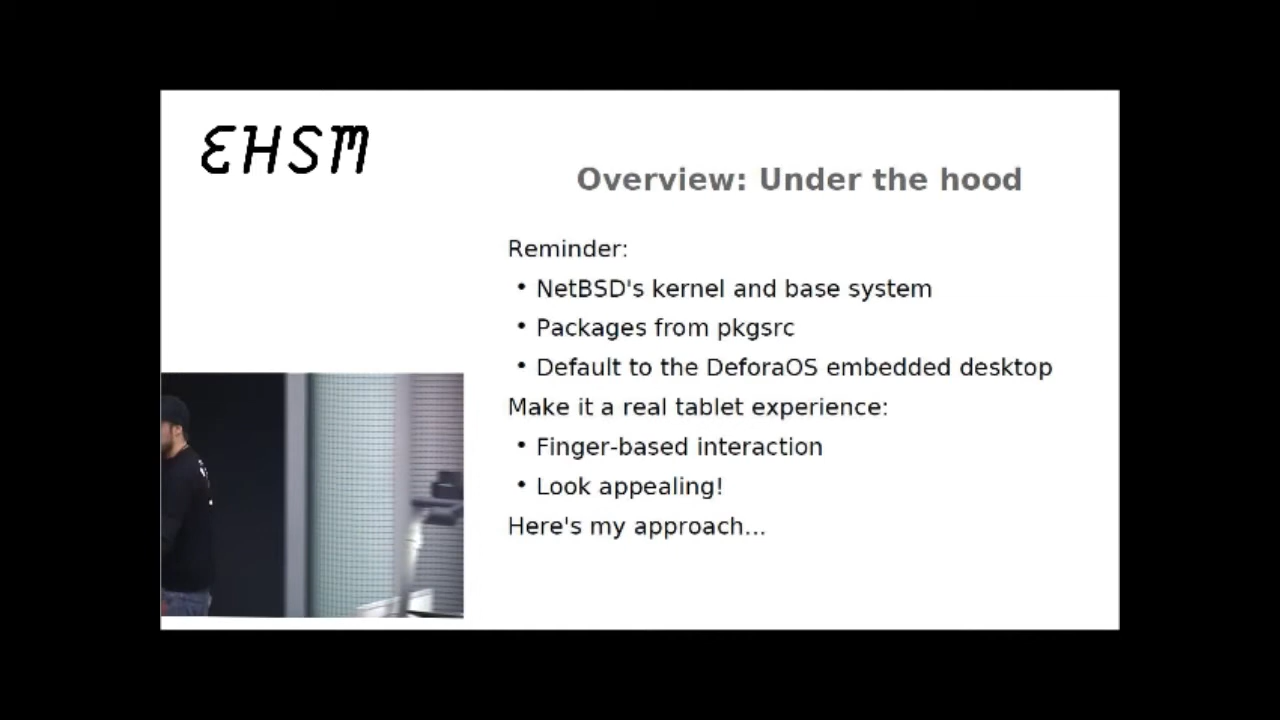 EHSM
Overview: Under the hood
Reminder:
• NetBSD's kernel and base system
• Packages from pkgsrc
• Default to the DeforaOS embedded desktop
Make it a real tablet experience:
• Finger-based interaction
• Look appealing!
Here's my approach...